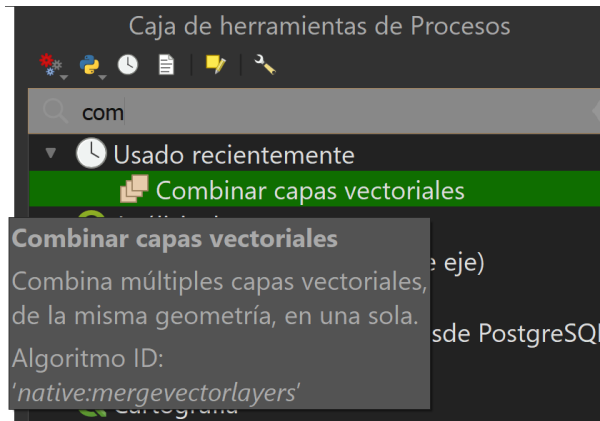 Caja de herramientas de Procesos
com
Usado recientemente
Combinar capas vectoriales
Combinar capas vectoriales
Combina múltiples capas vectoriales,
de la misma geometría, en una sola.
Algoritmo ID:
'native:mergevectorlayers'
eje)
sde PostgreSQL
Cartografía